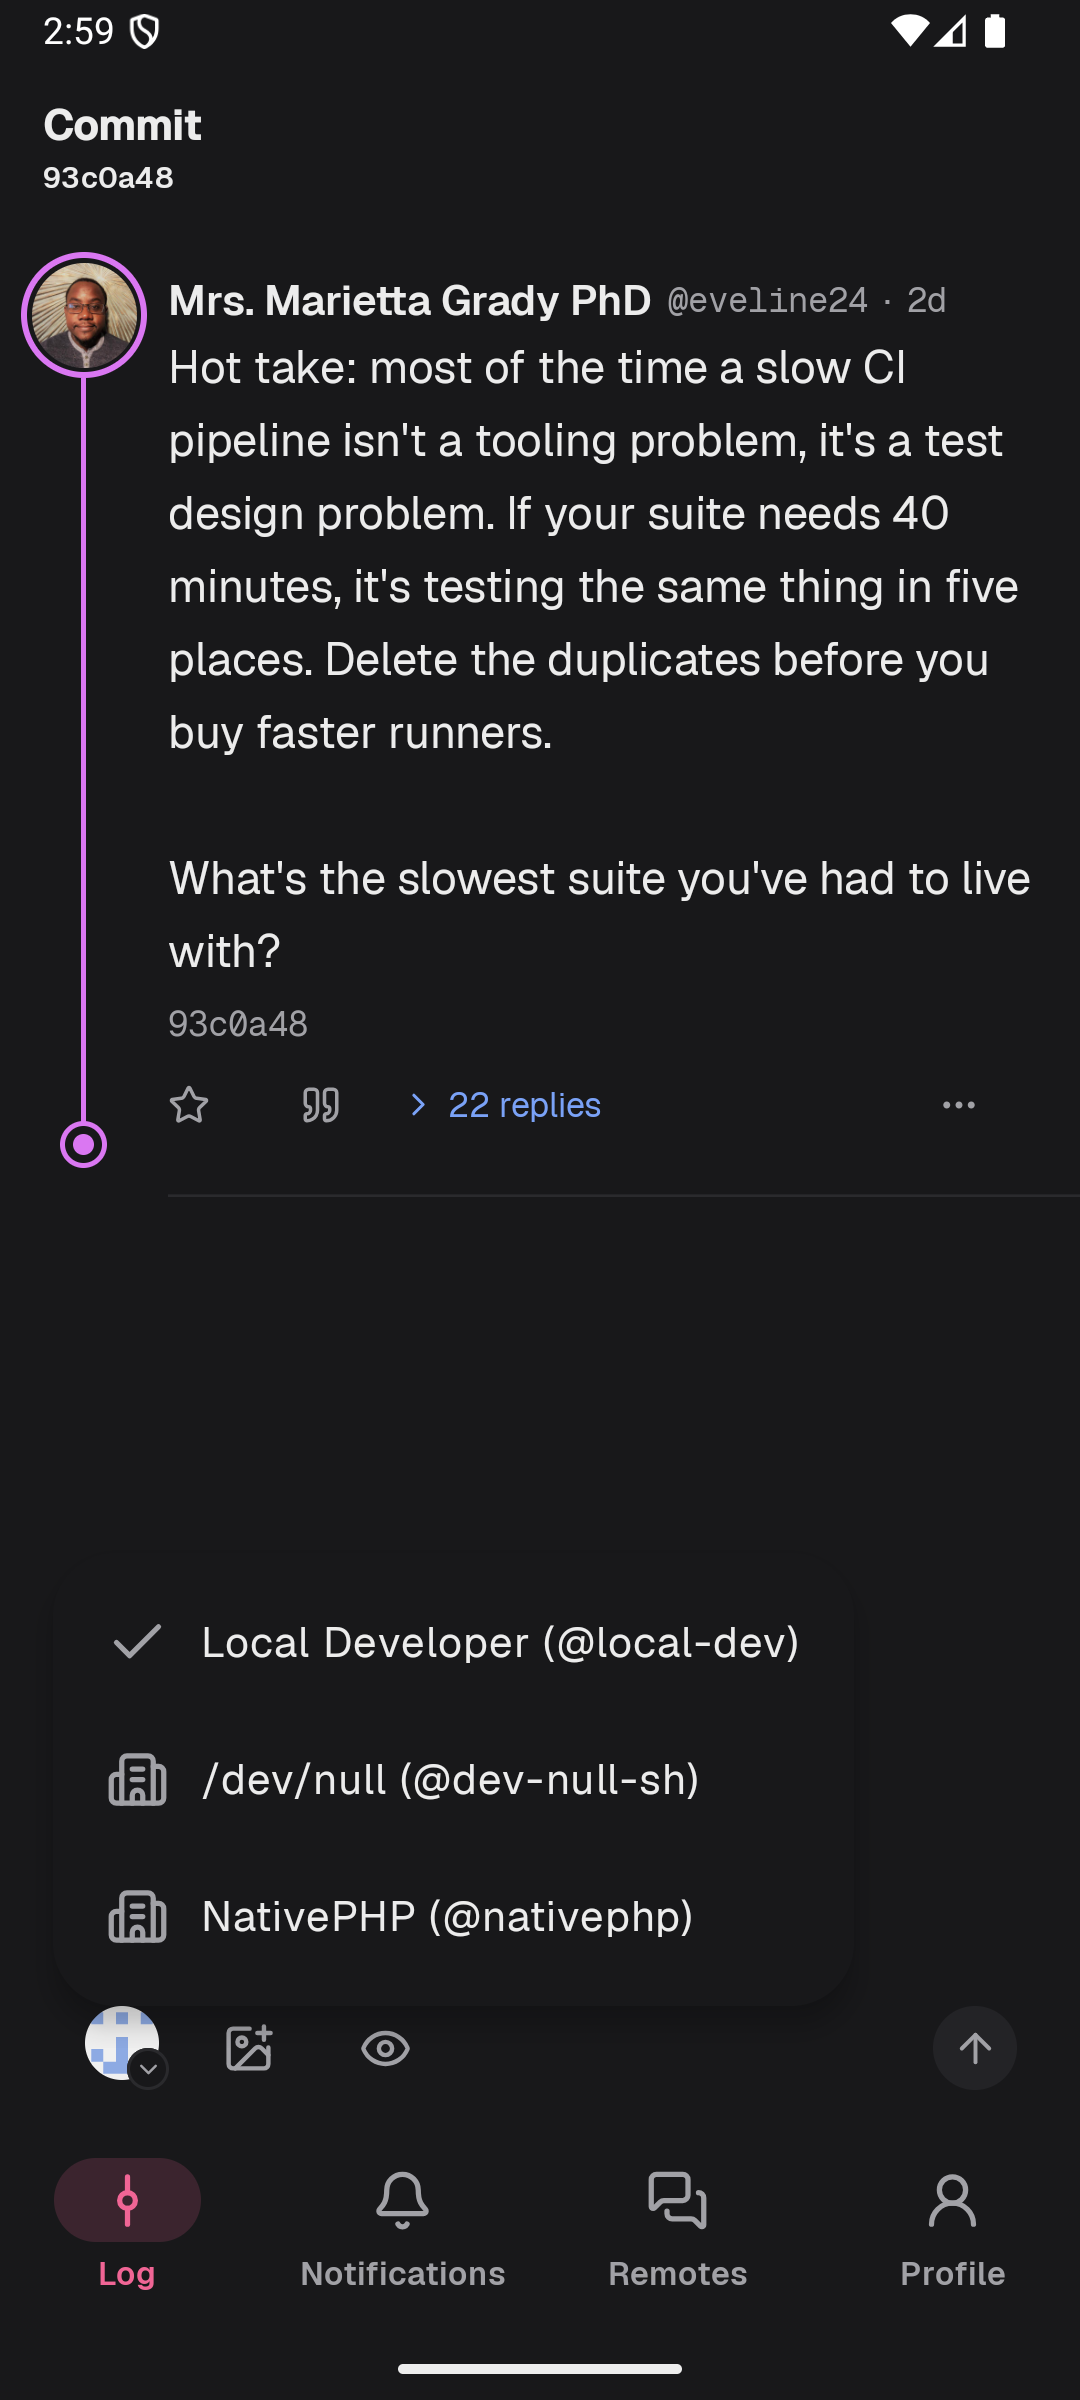 2:59
Commit
93c0a48
Mrs. Marietta Grady PhD @eveline24 · 2d
Hot take: most of the time a slow CI
pipeline isn't a tooling problem, it's a test
design problem. If your suite needs 40
minutes, it's testing the same thing in five
places. Delete the duplicates before you
buy faster runners.
What's the slowest suite you've had to live
with?
93c0a48
22 replies
Local Developer (@local-dev)
/dev/null (@dev-null-sh)
NativePHP (@nativephp)
Log Notifications Remotes Profile